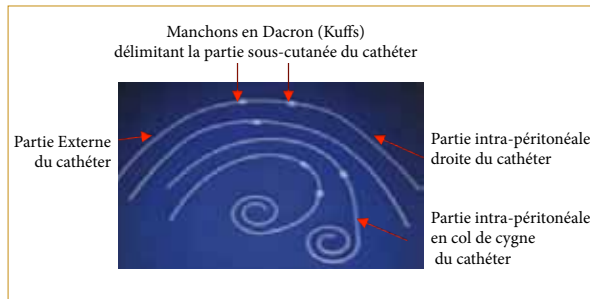 Manchons en Dacron (Kuffs)
délimitant la partie sous-cutanée du cathéter
Partie Externe
du cathéter
Partie intra-péritonéale
droite du cathéter
Partie intra-péritonéale
en col de cygne
du cathéter